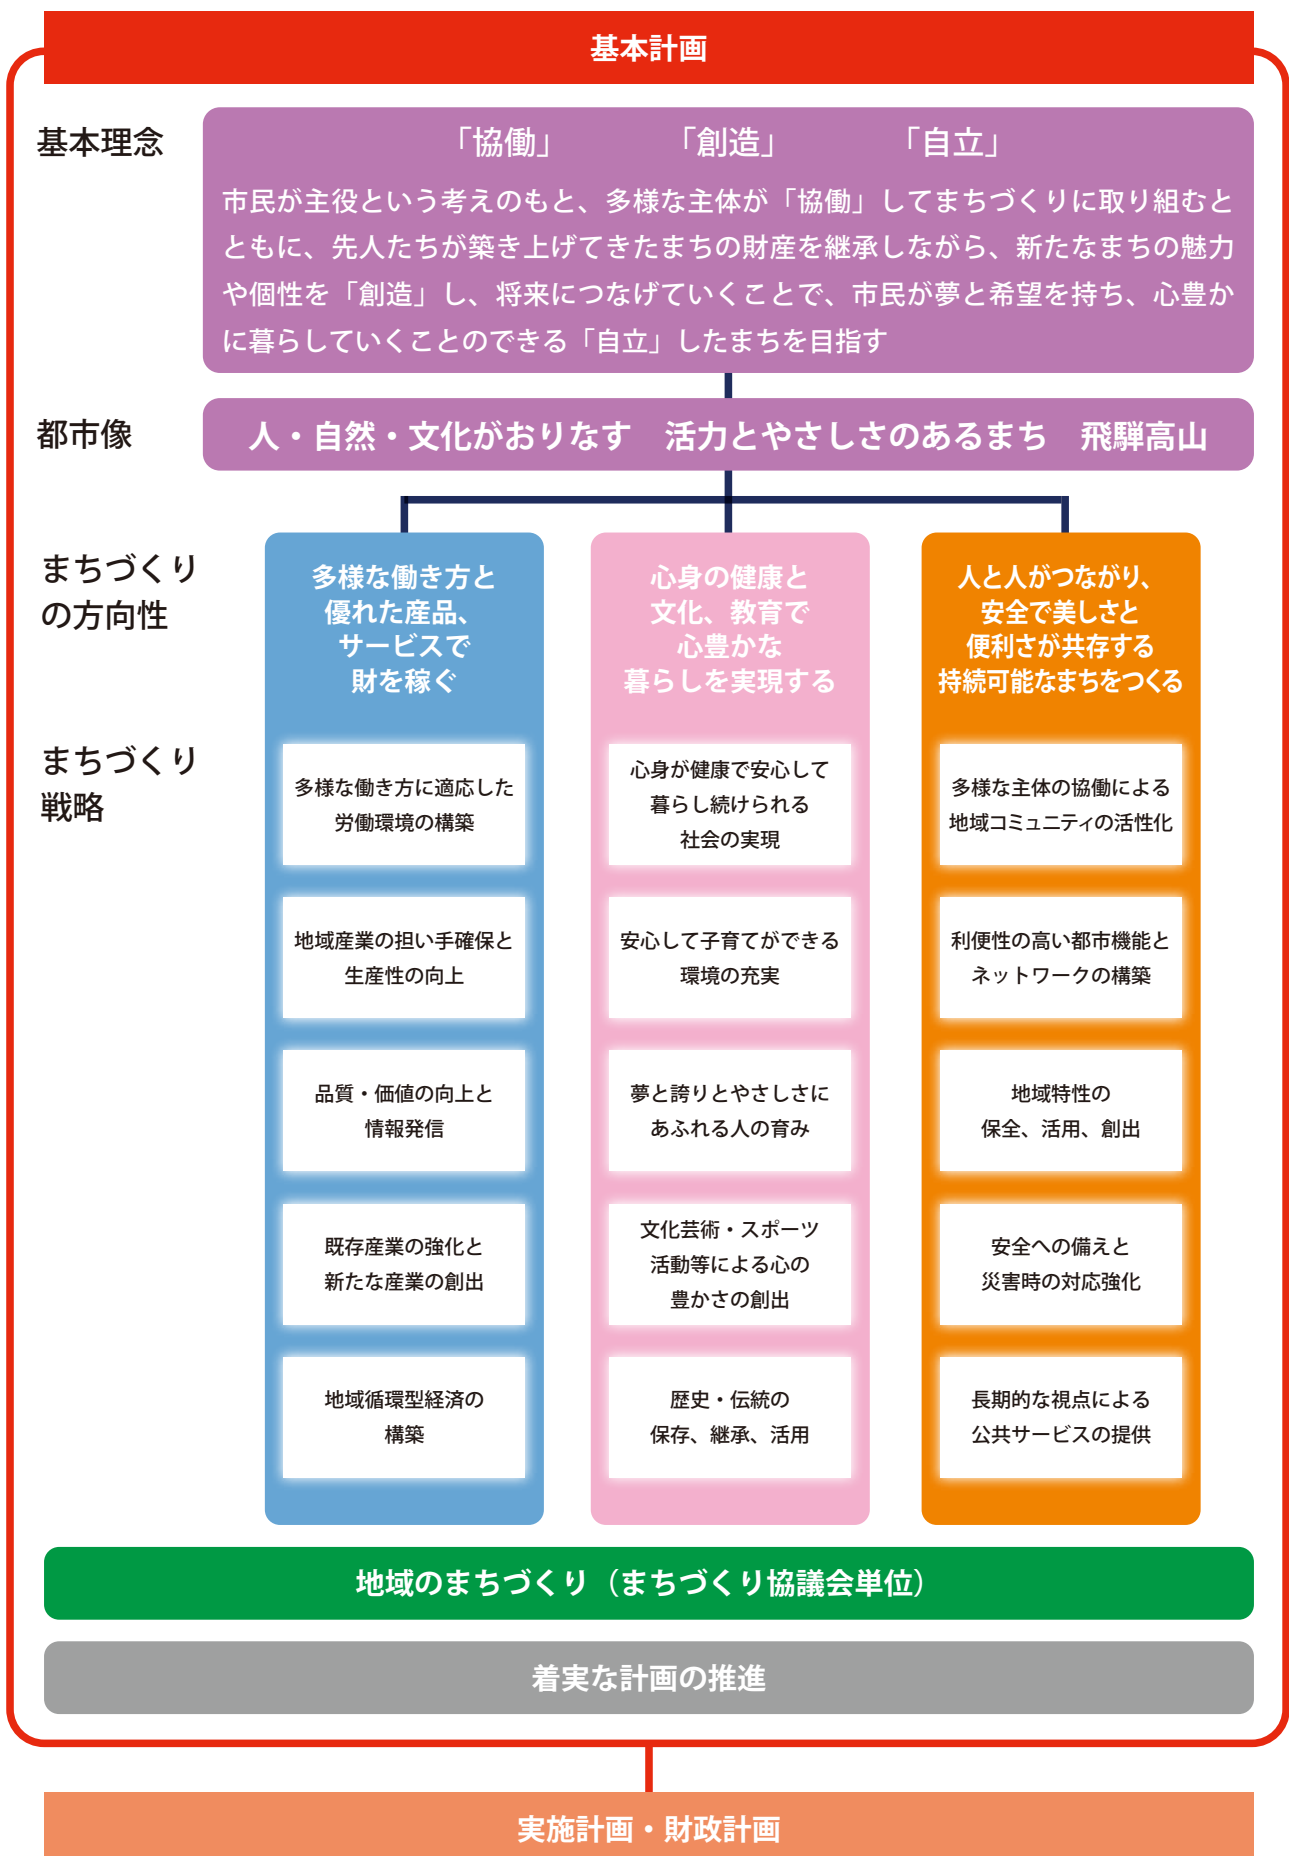 基本計画
基本理念
「協働」　「創造」　「自立」
市民が主役という考えのもと、多様な主体が「協働」してまちづくりに取り組むと
ともに、先人たちが築き上げてきたまちの財産を継承しながら、新たなまちの魅力
や個性を「創造」し、将来につなげていくことで、市民が夢と希望を持ち、心豊か
に暮らしていくことのできる「自立」したまちを目指す
都市像
人・自然・文化がおりなす　活力とやさしさのあるまち　飛騨高山
まちづくり
の方向性
多様な働き方と
優れた産品、
サービスで
財を稼ぐ
心身の健康と
文化、教育で
心豊かな
暮らしを実現する
人と人がつながり、
安全で美しさと
便利さが共存する
持続可能なまちをつくる
まちづくり
戦略
多様な働き方に適応した
労働環境の構築
地域産業の担い手確保と
生産性の向上
品質・価値の向上と
情報発信
既存産業の強化と
新たな産業の創出
地域循環型経済の
構築
心身が健康で安心して
暮らし続けられる
社会の実現
安心して子育てができる
環境の充実
夢と誇りとやさしさに
あふれる人の育み
文化芸術・スポーツ
活動等による心の
豊かさの創出
歴史・伝統の
保存、継承、活用
多様な主体の協働による
地域コミュニティの活性化
利便性の高い都市機能と
ネットワークの構築
地域特性の
保全、活用、創出
安全への備えと
災害時の対応強化
長期的な視点による
公共サービスの提供
地域のまちづくり（まちづくり協議会単位）
着実な計画の推進
実施計画・財政計画